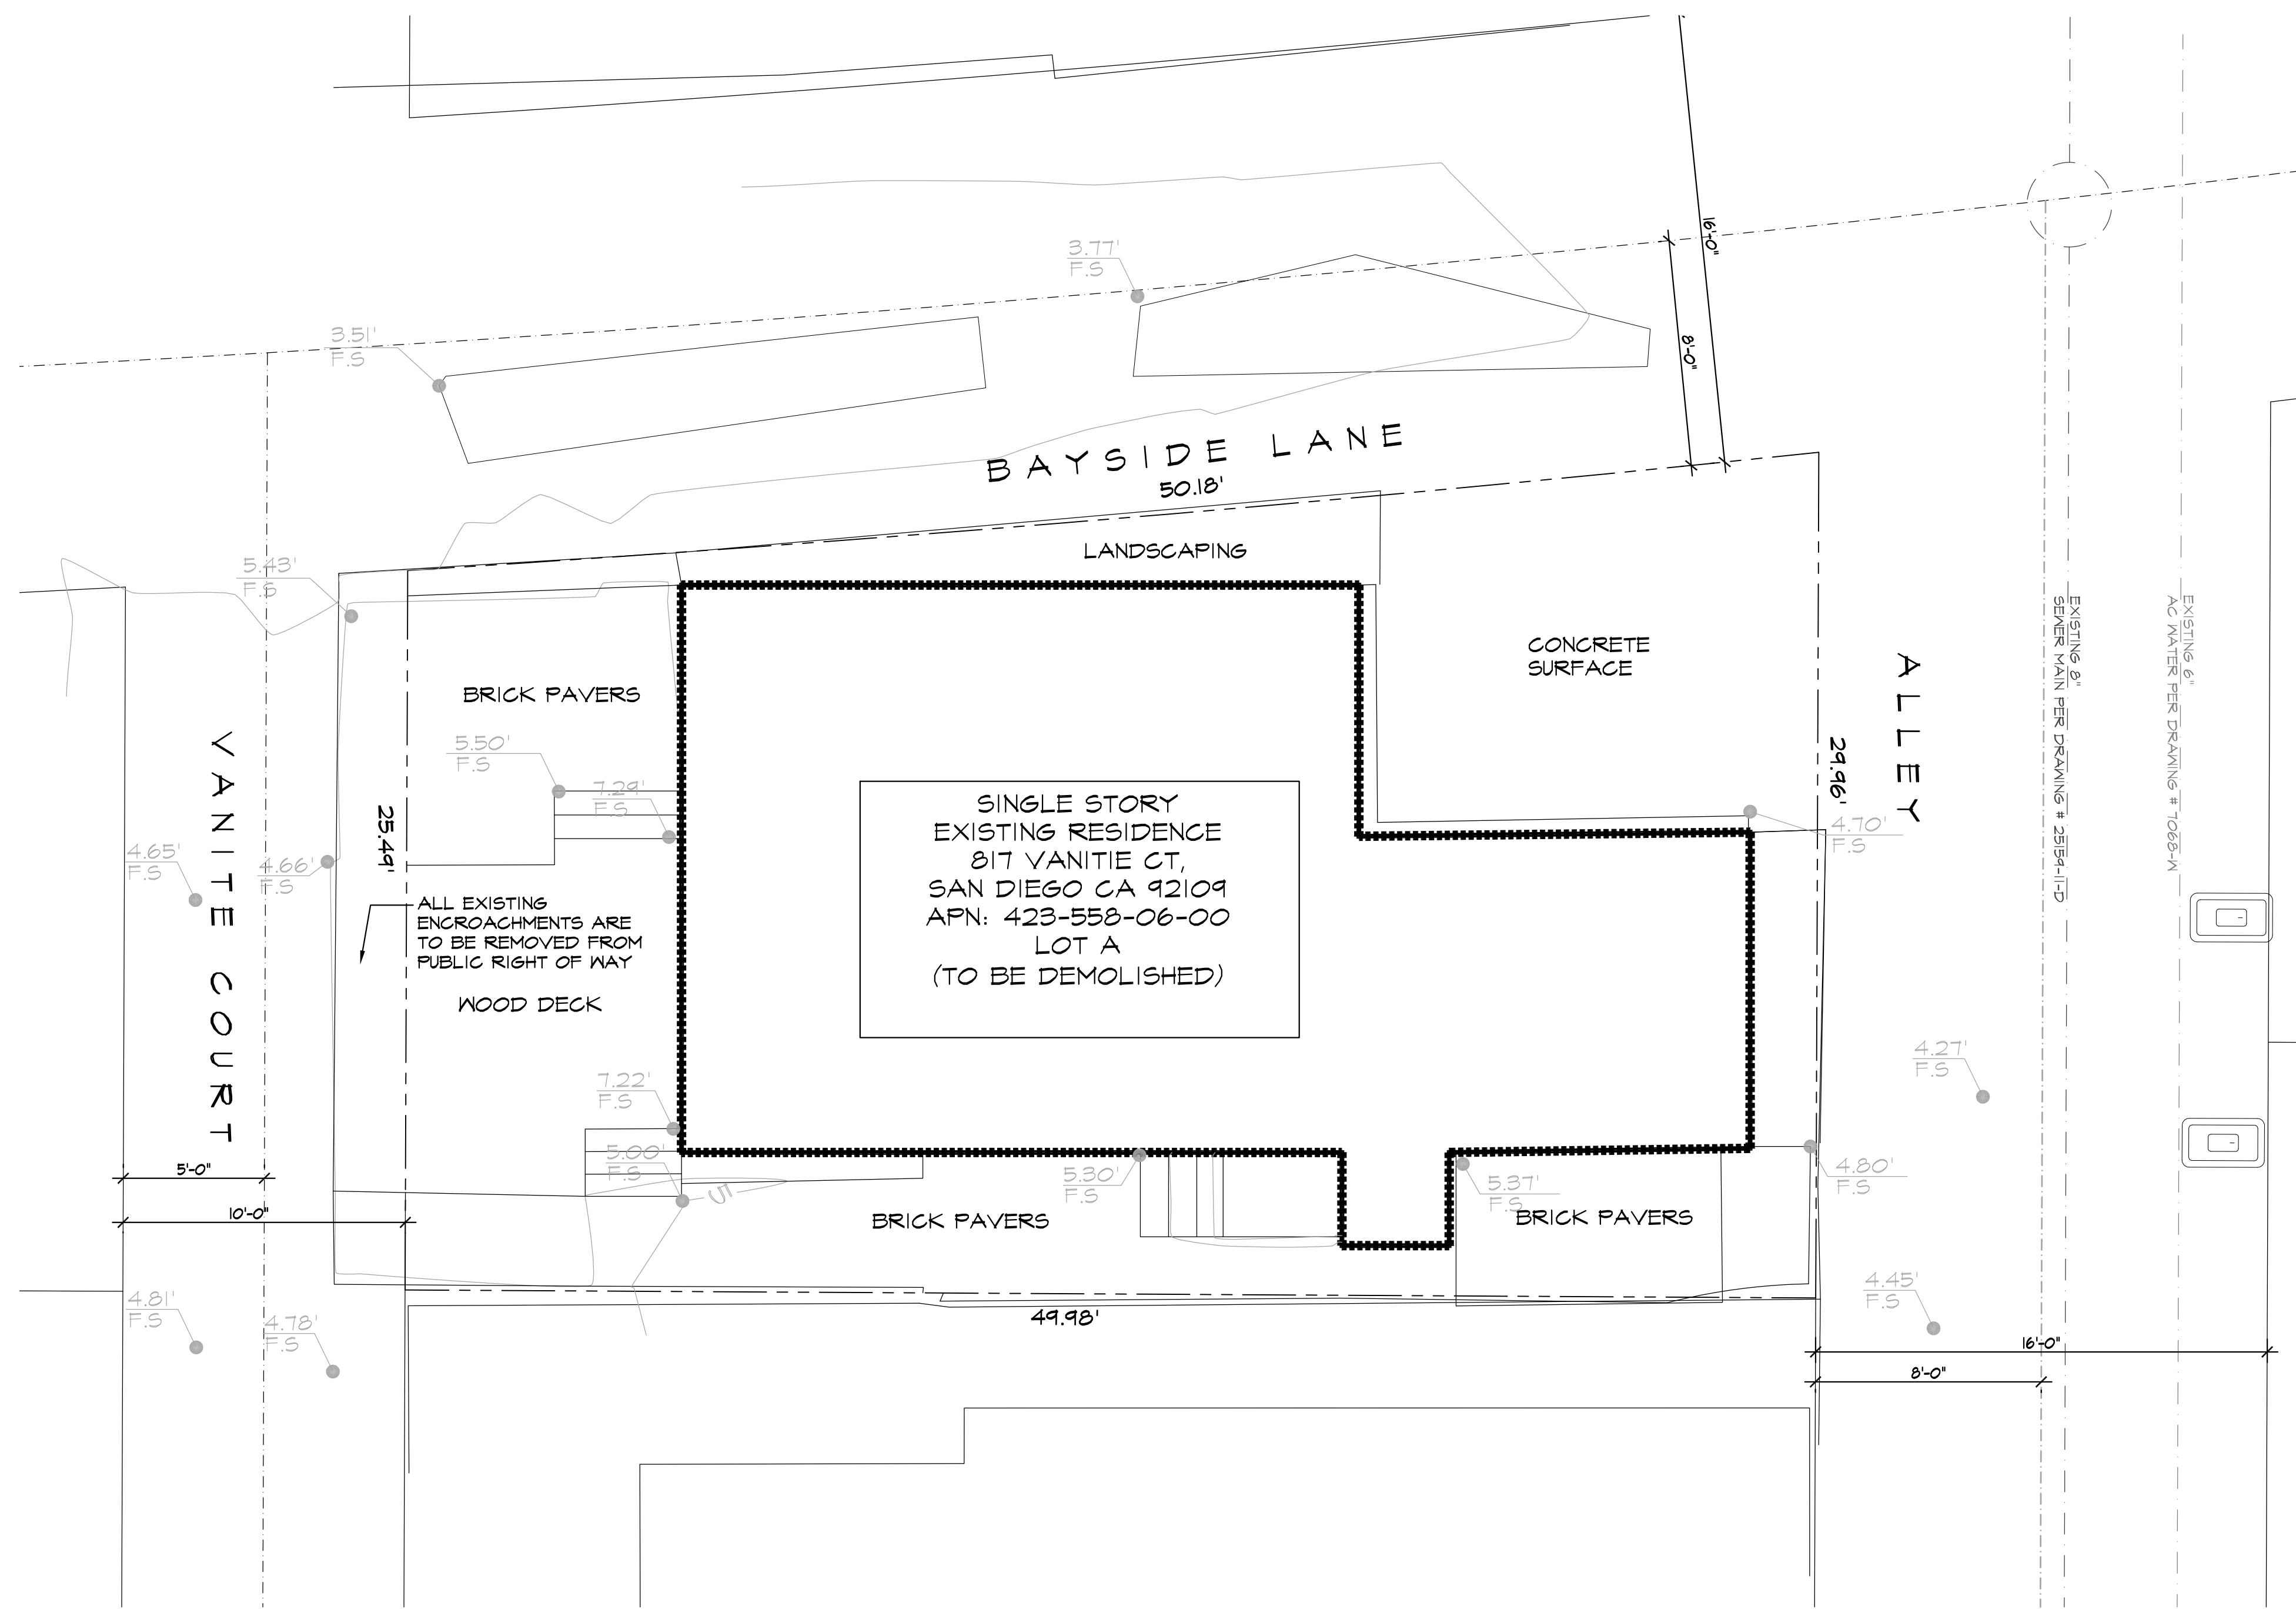 16'-0"
3.77'
F.S
3.51'
F.S
8'-0"
BAYSIDE LANE
50.18'
LANDSCAPING
5.43'
F.S
CONCRETE
SURFACE
BRICK PAVERS
EXISTING 8"
SEWER MAIN PER DRAWING # 25159-11-D
EXISTING 6"
AC WATER PER DRAWING # 7068-W
ALLEY
VANITE COURT
5.50'
F.S
7.29'
F.S
29.96'
25.49'
SINGLE STORY
EXISTING RESIDENCE
817 VANITIE CT,
SAN DIEGO CA 92109
APN: 423-558-06-00
LOT A
(TO BE DEMOLISHED)
4.70'
F.S
4.65'
F.S
4.66'
F.S
ALL EXISTING
ENCROACHMENTS ARE
TO BE REMOVED FROM
PUBLIC RIGHT OF WAY
WOOD DECK
4.27'
F.S
7.22'
F.S
5.00'
F.S
5.30'
F.S
5.37'
F.S
4.80'
F.S
5'-0"
5
10'-0"
BRICK PAVERS
BRICK PAVERS
4.81'
F.S
4.78'
F.S
4.45'
F.S
49.98'
16'-0"
8'-0"